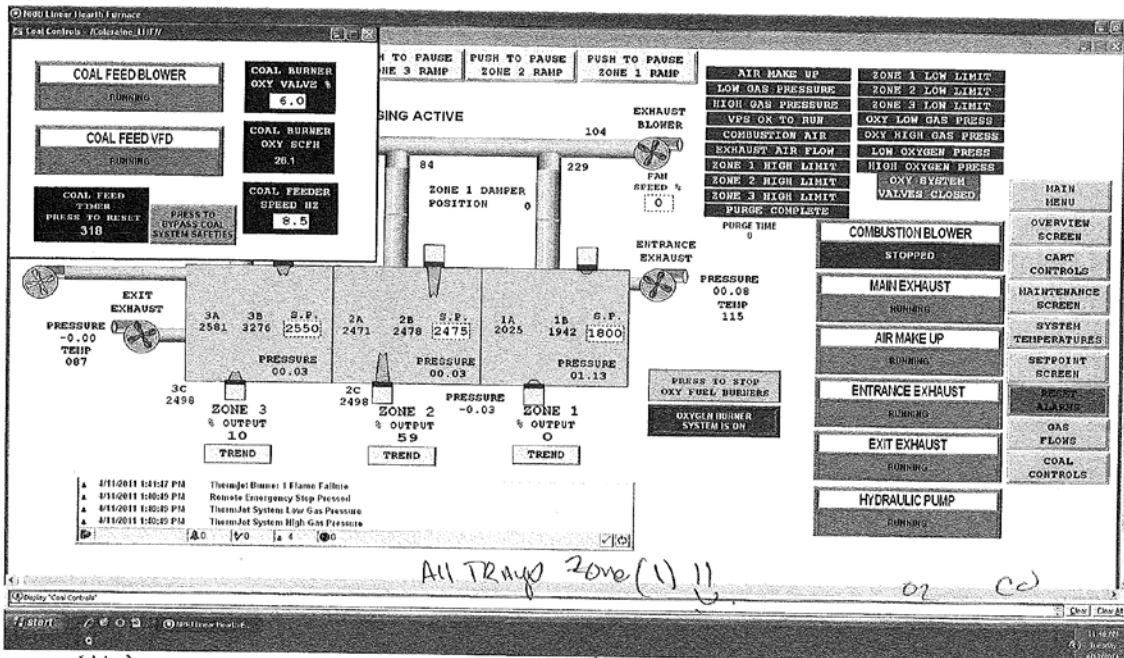 NRRI Linear Hearth Furnace
Coal Controls - /Coleraine_LHF//
COAL FEED BLOWER
RUNNING
COAL BURNER
OXY VALVE %
6.0
COAL FEED VFD
RUNNING
COAL BURNER
OXY SCFH
26.1
COAL FEED
TIMER
PRESS TO RESET
318
PRESS TO
BYPASS COAL
SYSTEM SAFETIES
COAL FEEDER
SPEED HZ
8.5
H TO PAUSE
NE 3 RAMP
PUSH TO PAUSE
ZONE 2 RAMP
PUSH TO PAUSE
ZONE 1 RAMP
SING ACTIVE
84
104
229
ZONE 1 DAMPER
POSITION 0
EXHAUST
BLOWER
FAN
SPEED %
0
AIR MAKE UP
LOW GAS PRESSURE
HIGH GAS PRESSURE
VPS OK TO RUN
COMBUSTION AIR
EXHAUST AIR FLOW
ZONE 1 HIGH LIMIT
ZONE 2 HIGH LIMIT
ZONE 3 HIGH LIMIT
PURGE COMPLETE
PURGE TIME
0
ZONE 1 LOW LIMIT
ZONE 2 LOW LIMIT
ZONE 3 LOW LIMIT
OXY LOW GAS PRESS
OXY HIGH GAS PRESS
LOW OXYGEN PRESS
HIGH OXYGEN PRESS
OXY SYSTEM
VALVES CLOSED
MAIN
MENU
OVERVIEW
SCREEN
CART
CONTROLS
MAINTENANCE
SCREEN
SYSTEM
TEMPERATURES
SETPOINT
SCREEN
RESET
ALARMS
GAS
FLOWS
COAL
CONTROLS
COMBUSTION BLOWER
STOPPED
MAIN EXHAUST
RUNNING
AIR MAKE UP
RUNNING
ENTRANCE EXHAUST
RUNNING
EXIT EXHAUST
RUNNING
HYDRAULIC PUMP
RUNNING
ENTRANCE
EXHAUST
PRESSURE
00.08
TEMP
115
EXIT
EXHAUST
PRESSURE
-0.00
TEMP
087
3A
2581
3B
3276
S.P.
2550
PRESSURE
00.03
2A
2471
2B
2478
S.P.
2475
PRESSURE
00.03
1A
2025
1B
1942
S.P.
1800
PRESSURE
01.13
3C
2498
ZONE 3
% OUTPUT
10
TREND
2C
2498
ZONE 2
% OUTPUT
59
TREND
PRESSURE
-0.03
ZONE 1
% OUTPUT
0
TREND
PRESS TO STOP
OXY FUEL BURNERS
OXYGEN BURNER
SYSTEM IS ON
4/11/2011 1:41:47 PM ThermJet Burner 1 Flame Failure
4/11/2011 1:40:49 PM Remote Emergency Stop Pressed
4/11/2011 1:40:49 PM ThermJet System Low Gas Pressure
4/11/2011 1:40:49 PM ThermJet System High Gas Pressure
0 0 4 0
All TRAYS Zone (1) !!
Display "Coal Controls"
Clear Clear All
start
Tuesday